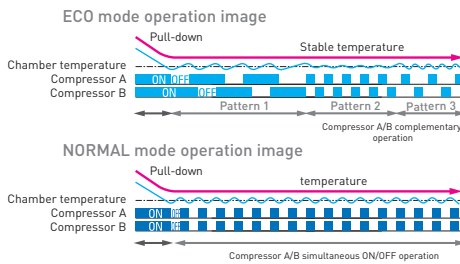 ECO mode operation image
Pull-down
Stable temperature
Chamber temperature
Compressor A ON OFF
Compressor B ON OFF
Pattern 1 Pattern 2 Pattern 3
Compressor A/B complementary
operation
NORMAL mode operation image
Pull-down
temperature
Chamber temperature
Compressor A ON OFF
Compressor B ON OFF
Compressor A/B simultaneous ON/OFF operation